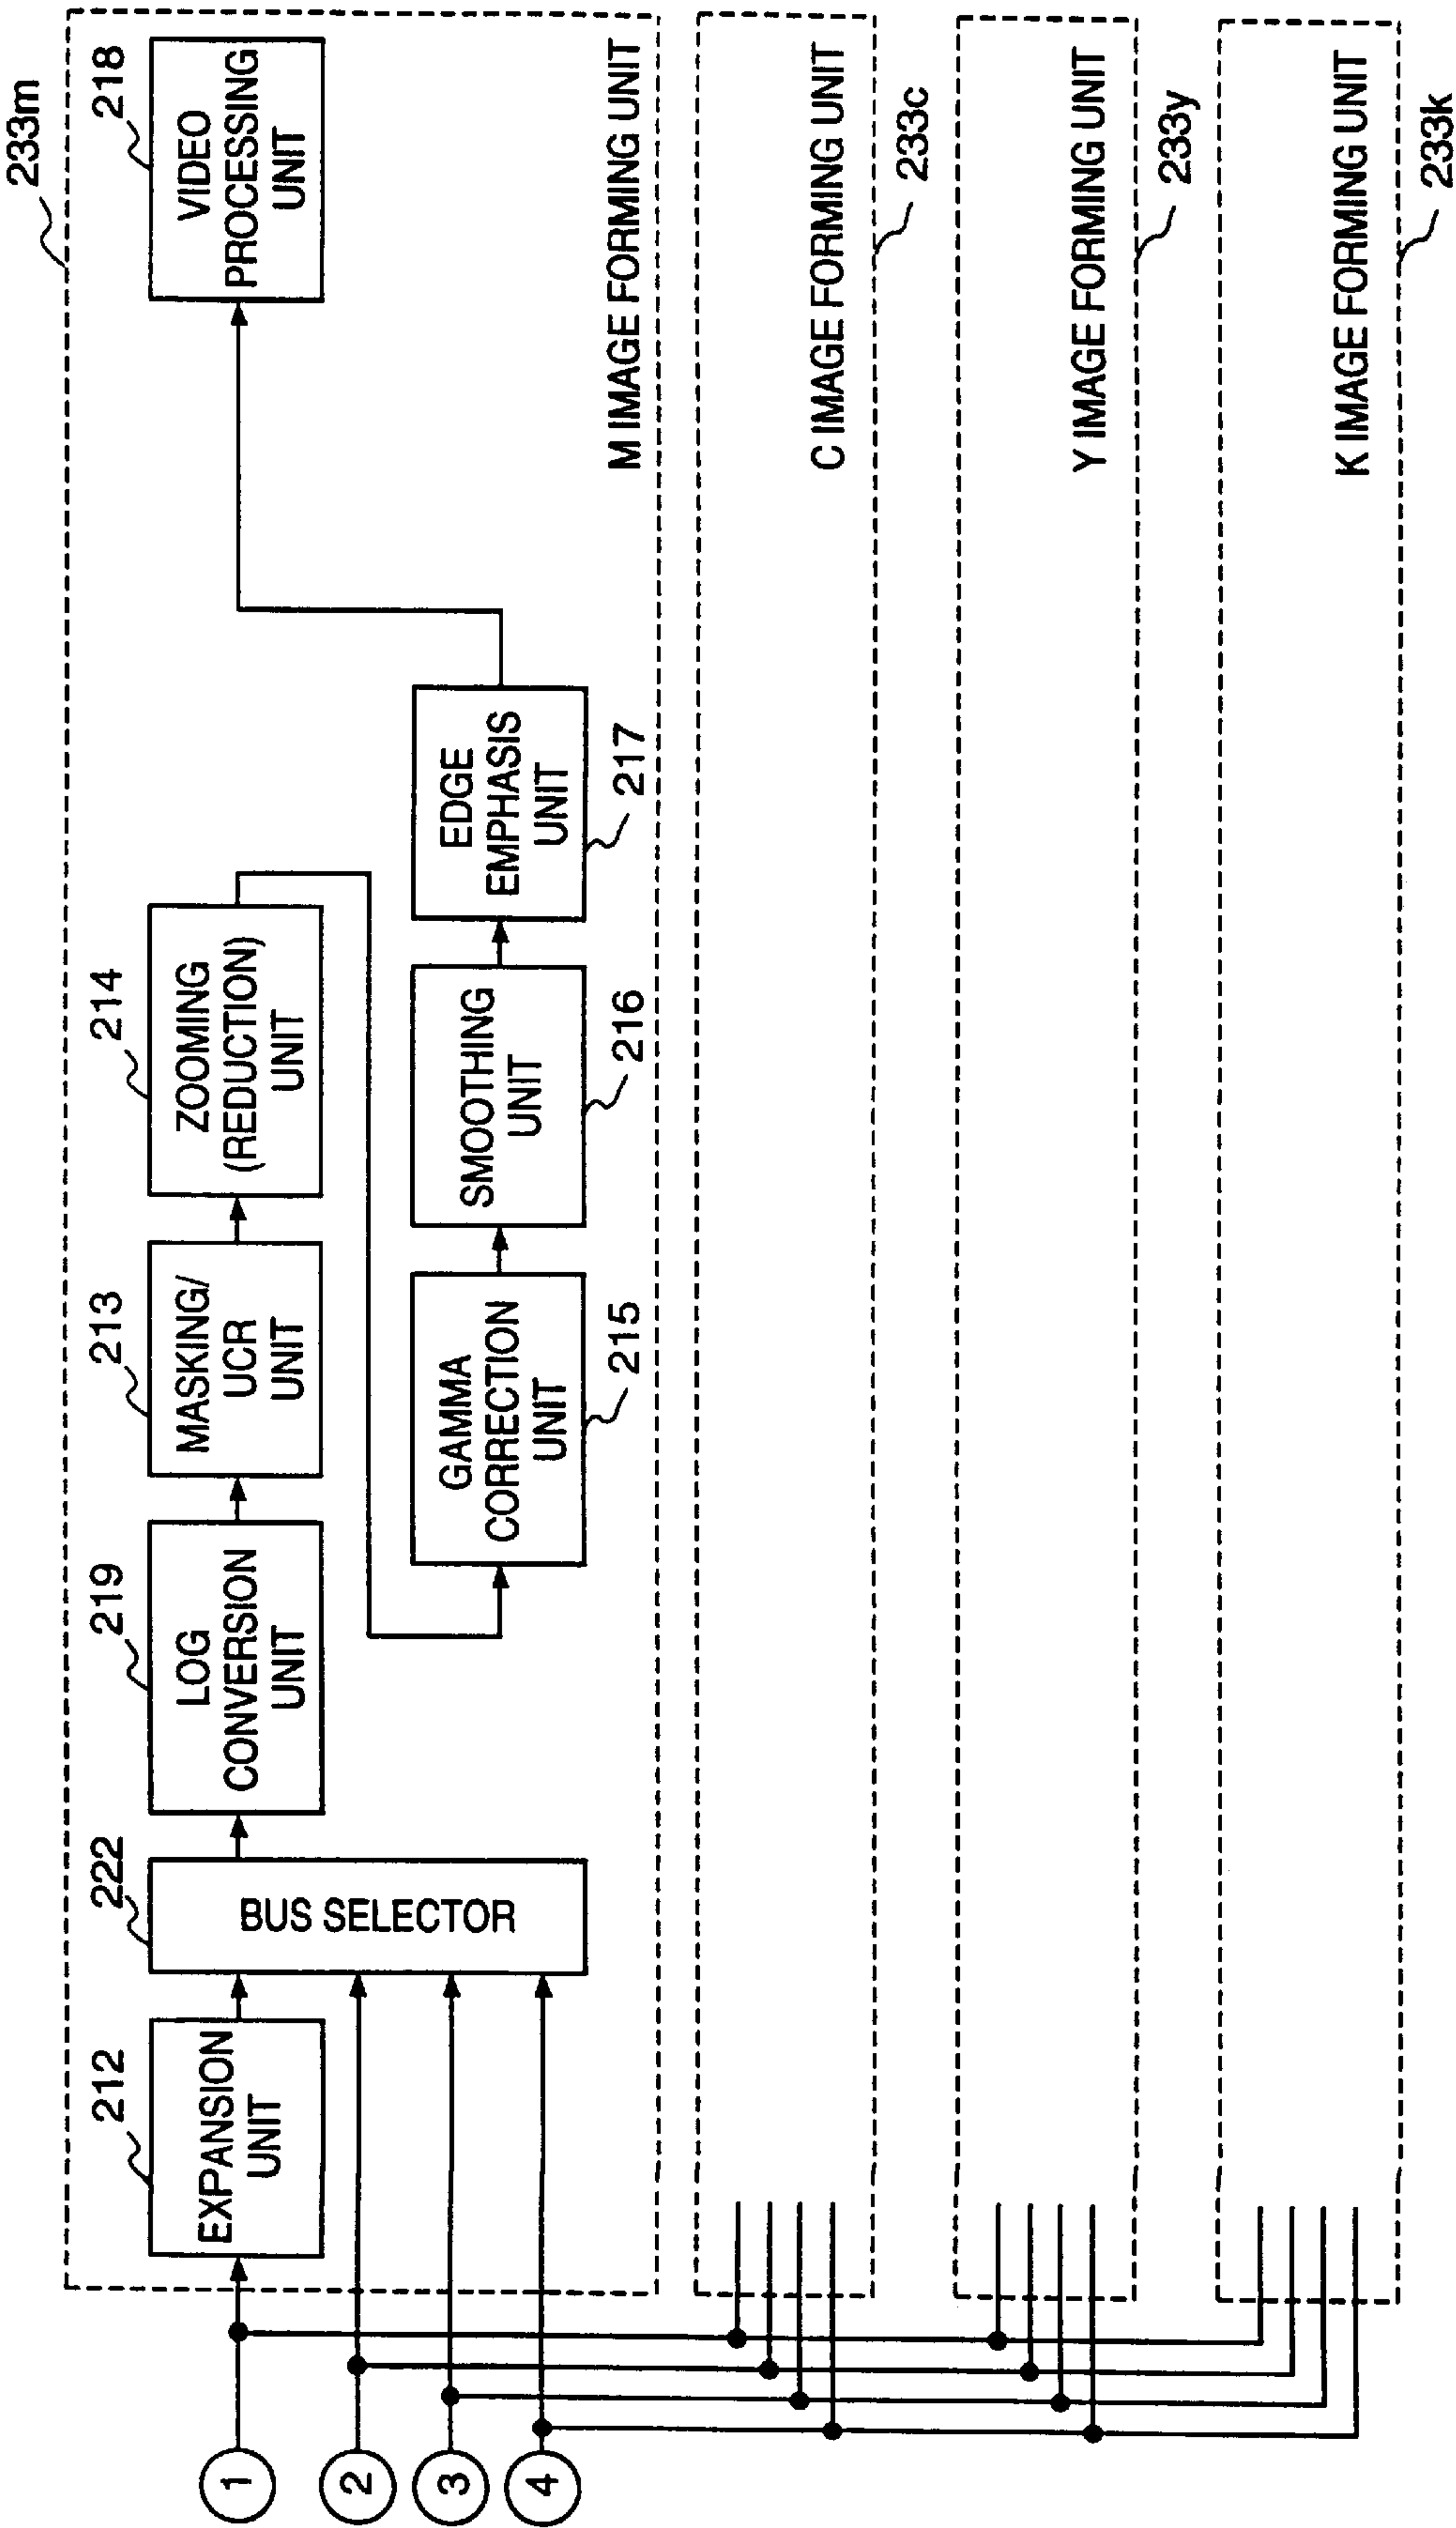 233m
212
EXPANSION
UNIT
222
BUS SELECTOR
219
LOG
CONVERSION
UNIT
213
MASKING/
UCR
UNIT
214
ZOOMING
(REDUCTION)
UNIT
218
VIDEO
PROCESSING
UNIT
GAMMA
CORRECTION
UNIT
215
SMOOTHING
UNIT
216
EDGE
EMPHASIS
UNIT
217
M IMAGE FORMING UNIT
1
2
3
4
C IMAGE FORMING UNIT
233c
Y IMAGE FORMING UNIT
233y
K IMAGE FORMING UNIT
233k